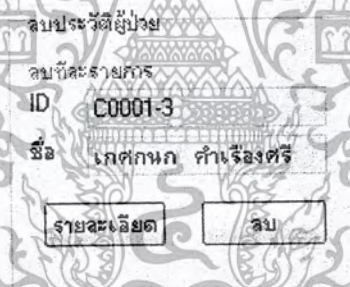 ลบประวัติผู้ป่วย
ลบทีละรายการ
ID C0001-3
ชื่อ เกศกนก คำเรืองศรี
รายละเอียด ลบ